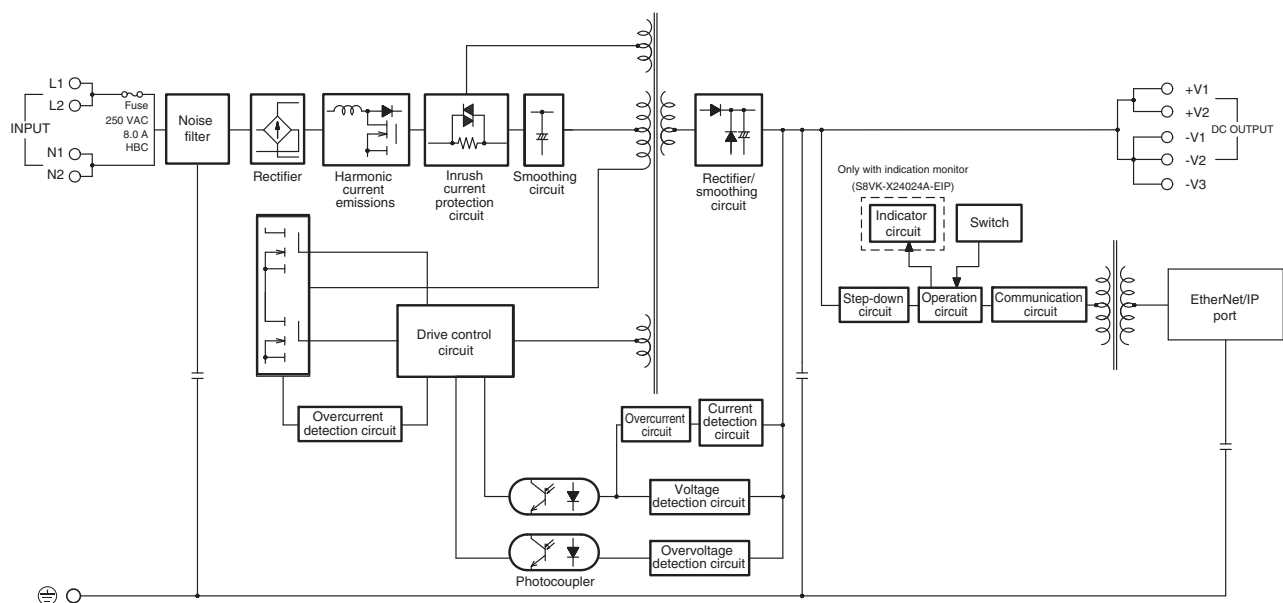 L1
L2
INPUT
N1
N2
Fuse
250 VAC
8.0 A
HBC
Noise
filter
Rectifier
Harmonic
current
emissions
Inrush
current
protection
circuit
Smoothing
circuit
Rectifier/
smoothing
circuit
+V1
+V2
-V1
-V2
-V3
DC OUTPUT
Only with indication monitor
(S8VK-X24024A-EIP)
Indicator
circuit
Switch
Step-down
circuit
Operation
circuit
Communication
circuit
EtherNet/IP
port
Drive control
circuit
Overcurrent
detection circuit
Overcurrent
circuit
Current
detection
circuit
Voltage
detection circuit
Overvoltage
detection circuit
Photocoupler